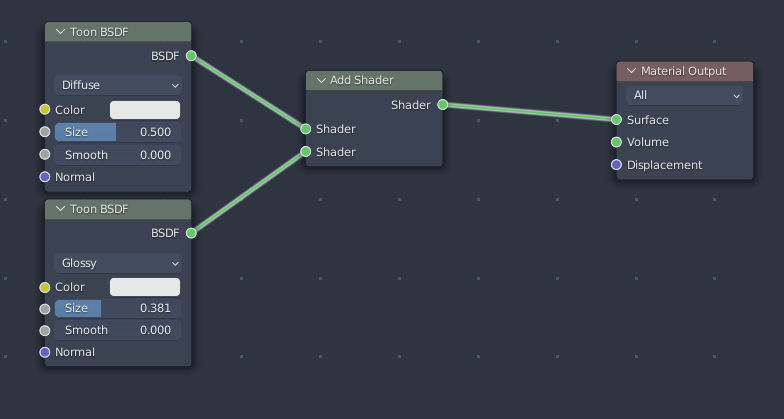 Toon BSDF
BSDF
Diffuse
Color
Size 0.500
Smooth 0.000
Normal
Toon BSDF
BSDF
Glossy
Color
Size 0.381
Smooth 0.000
Normal
Add Shader
Shader
Shader
Shader
Material Output
All
Surface
Volume
Displacement